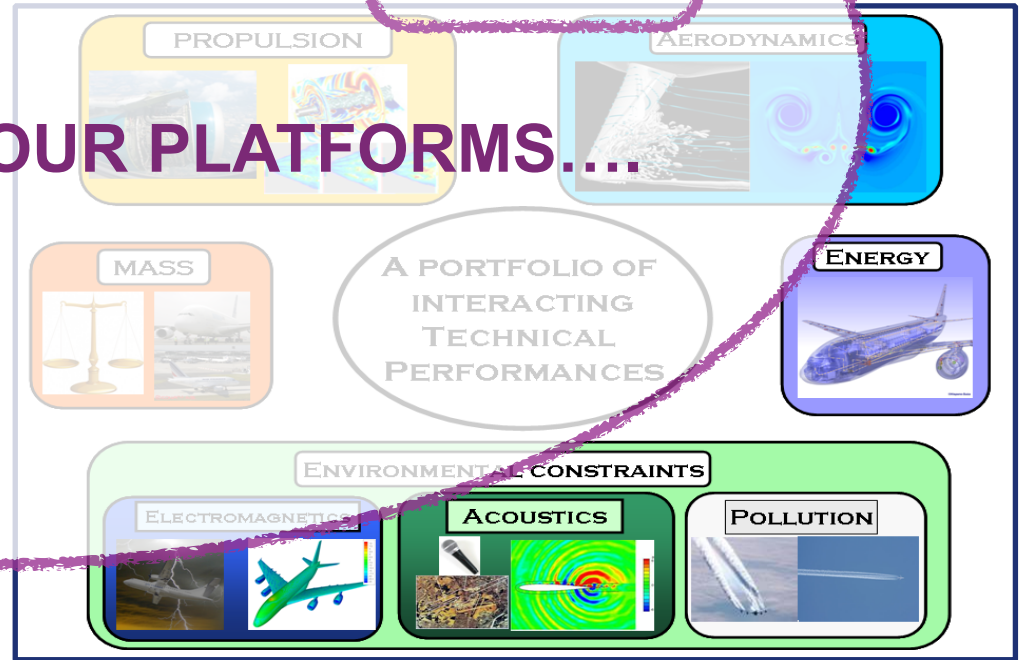 PROPULSION
AERODYNAMICS
OUR PLATFORMS....
MASS
A PORTFOLIO OF
INTERACTING
TECHNICAL
PERFORMANCES
ENERGY
ENVIRONMENTAL CONSTRAINTS
ELECTROMAGNETICS
ACOUSTICS
POLLUTION